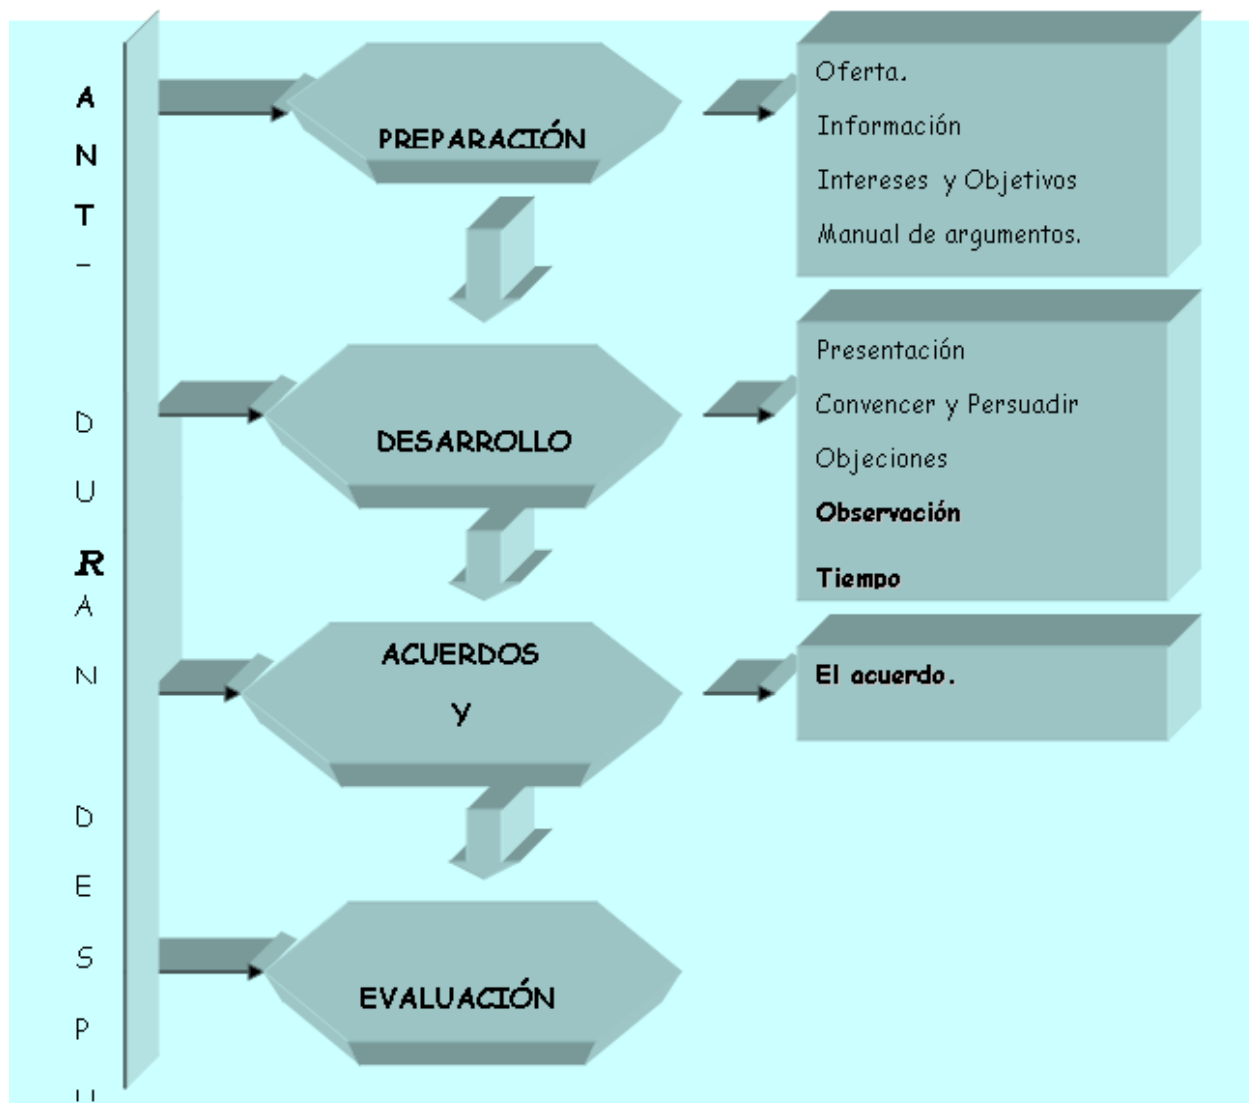 A
N
T
PREPARACIÓN
Oferta.
Información
Intereses y Objetivos
Manual de argumentos.
D
U
R
A
N
DESARROLLO
Presentación
Convencer y Persuadir
Objeciones
Observación
Tiempo
ACUERDOS
Y
El acuerdo.
D
E
S
P
EVALUACIÓN